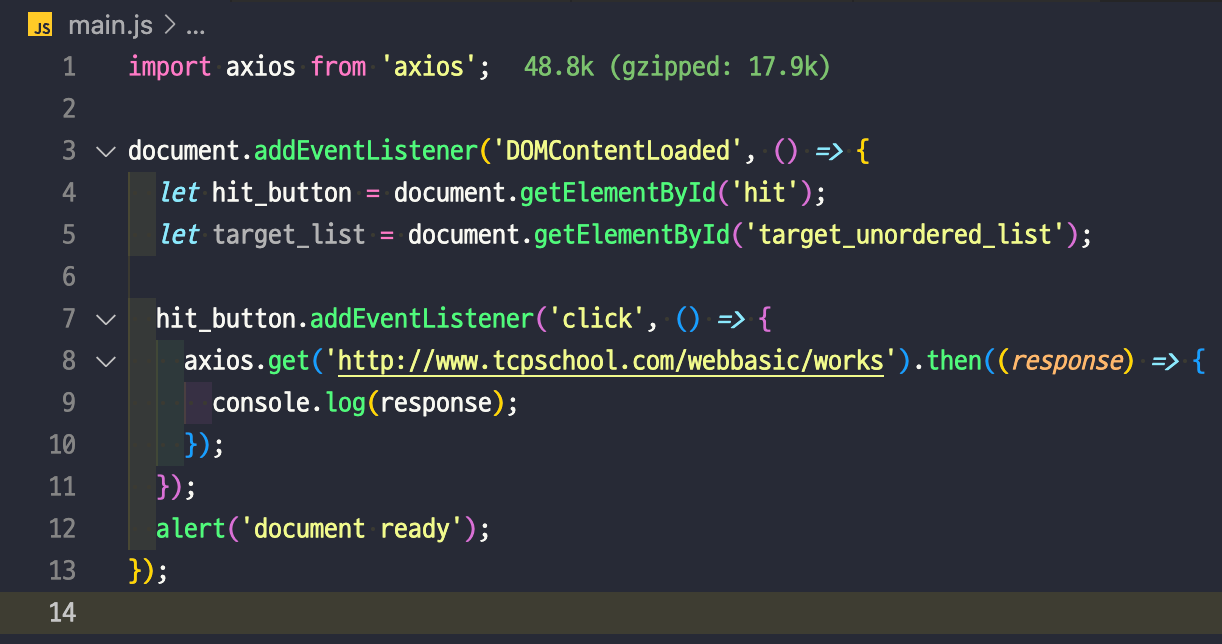 JS main.js > ...
1 import axios from 'axios'; 48.8k (gzipped: 17.9k)
2
3 document.addEventListener('DOMContentLoaded', () => {
4 let hit_button = document.getElementById('hit');
5 let target_list = document.getElementById('target_unordered_list');
6
7 hit_button.addEventListener('click', () => {
8 axios.get('http://www.tcpschool.com/webbasic/works').then((response) => {
9 console.log(response);
10 });
11 });
12 alert('document ready');
13 });
14